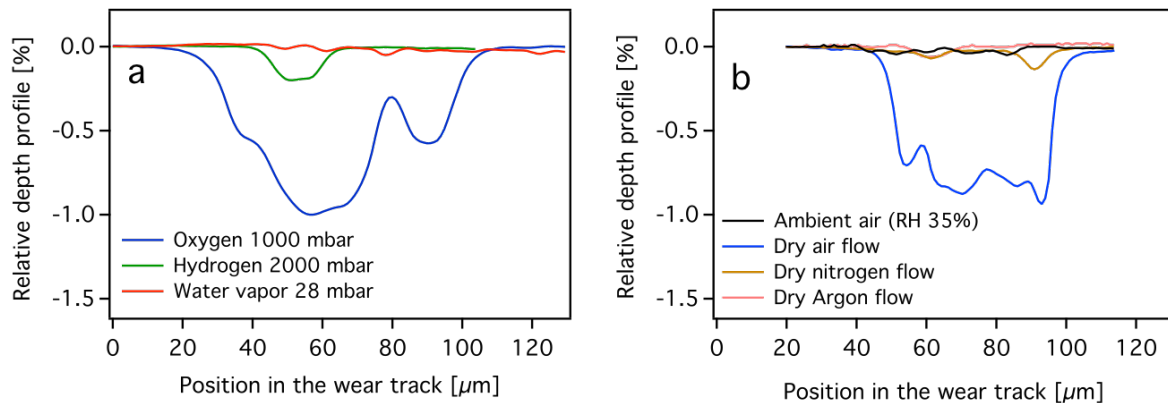 a
Relative depth profile [%]
0.0
-0.5
-1.0
-1.5
Oxygen 1000 mbar
Hydrogen 2000 mbar
Water vapor 28 mbar
0 20 40 60 80 100 120
Position in the wear track [µm]
b
Relative depth profile [%]
0.0
-0.5
-1.0
-1.5
Ambient air (RH 35%)
Dry air flow
Dry nitrogen flow
Dry Argon flow
0 20 40 60 80 100 120
Position in the wear track [µm]